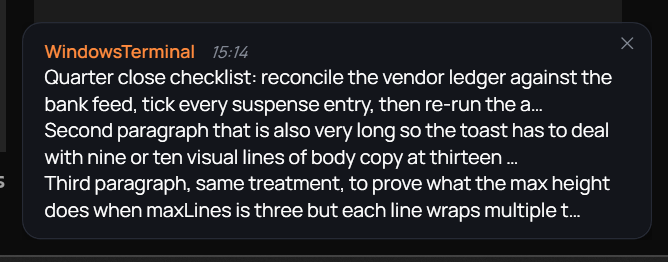 WindowsTerminal 15:14
Quarter close checklist: reconcile the vendor ledger against the
bank feed, tick every suspense entry, then re-run the a…
Second paragraph that is also very long so the toast has to deal
with nine or ten visual lines of body copy at thirteen …
Third paragraph, same treatment, to prove what the max height
does when maxLines is three but each line wraps multiple t…